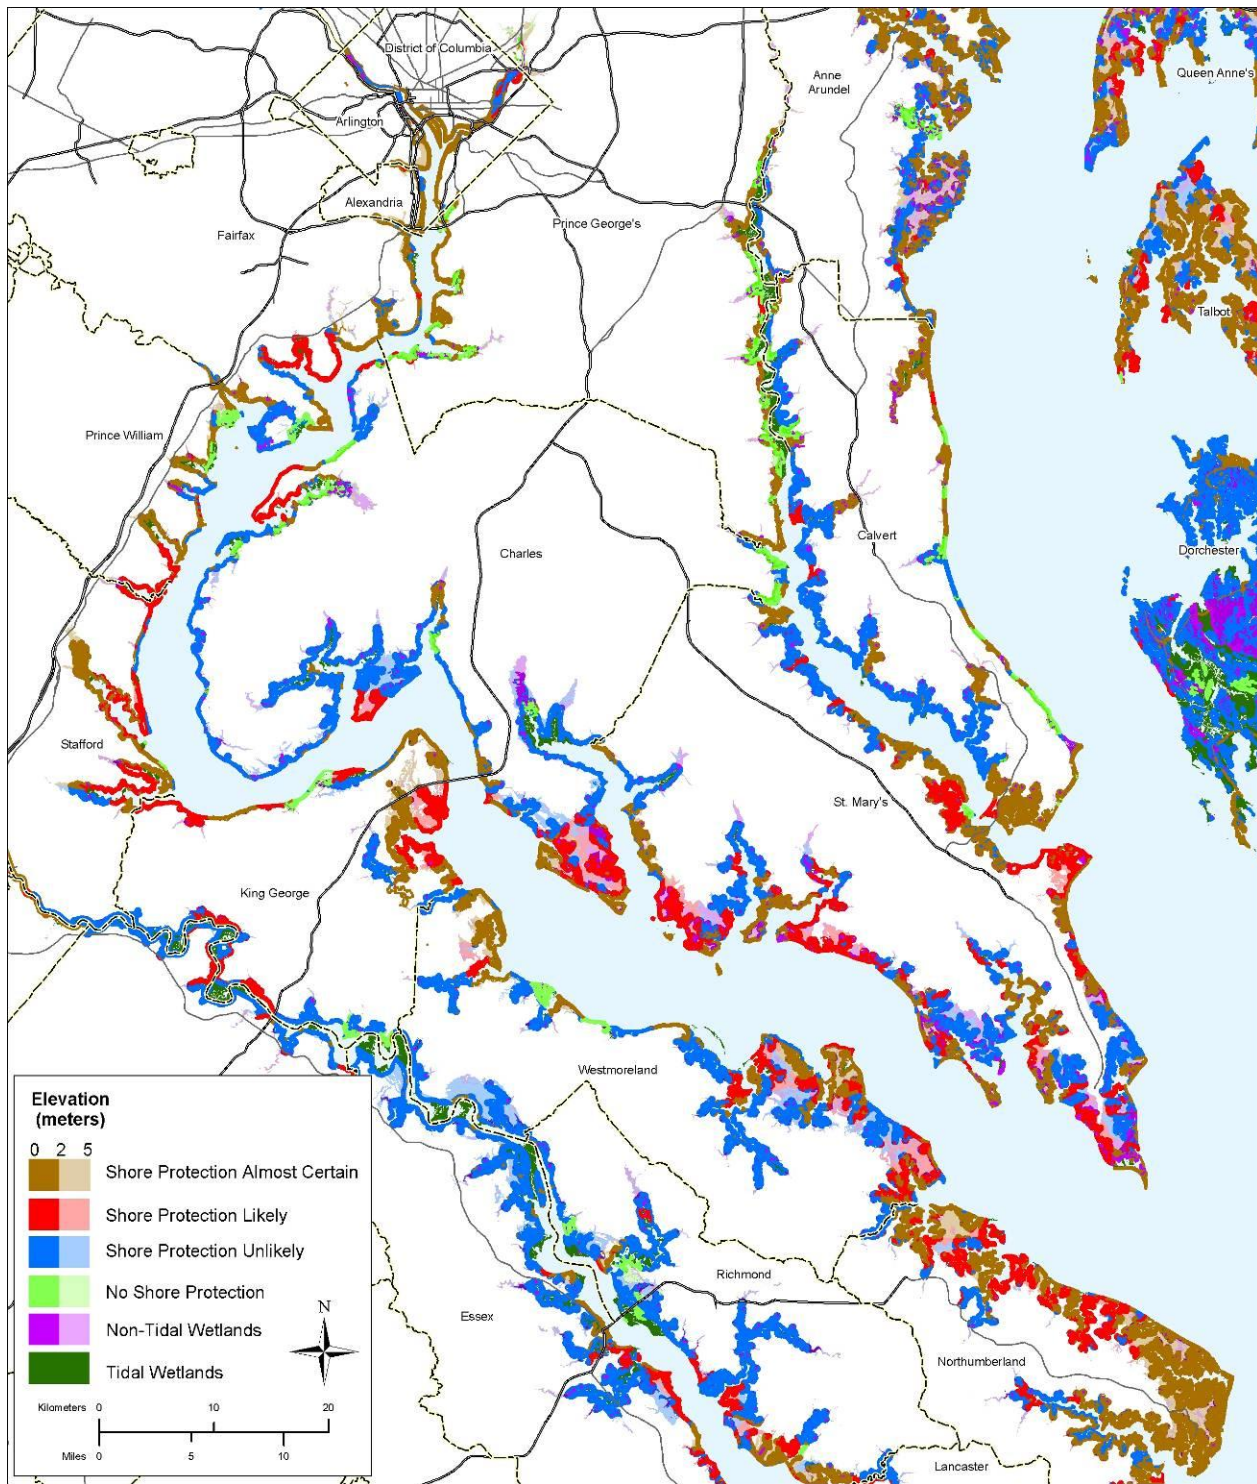 District of Columbia
Anne
Arundel
Queen Anne's
Arlington
Alexandria
Prince George's
Fairfax
Talbot
Prince William
Calvert
Dorchester
Charles
Stafford
St. Mary's
King George
Westmoreland
Richmond
Essex
Northumberland
Lancaster
Elevation
(meters)
0 2 5
Shore Protection Almost Certain
Shore Protection Likely
Shore Protection Unlikely
No Shore Protection
N
Non-Tidal Wetlands
Tidal Wetlands
Kilometers 0 10 20
Miles 0 5 10